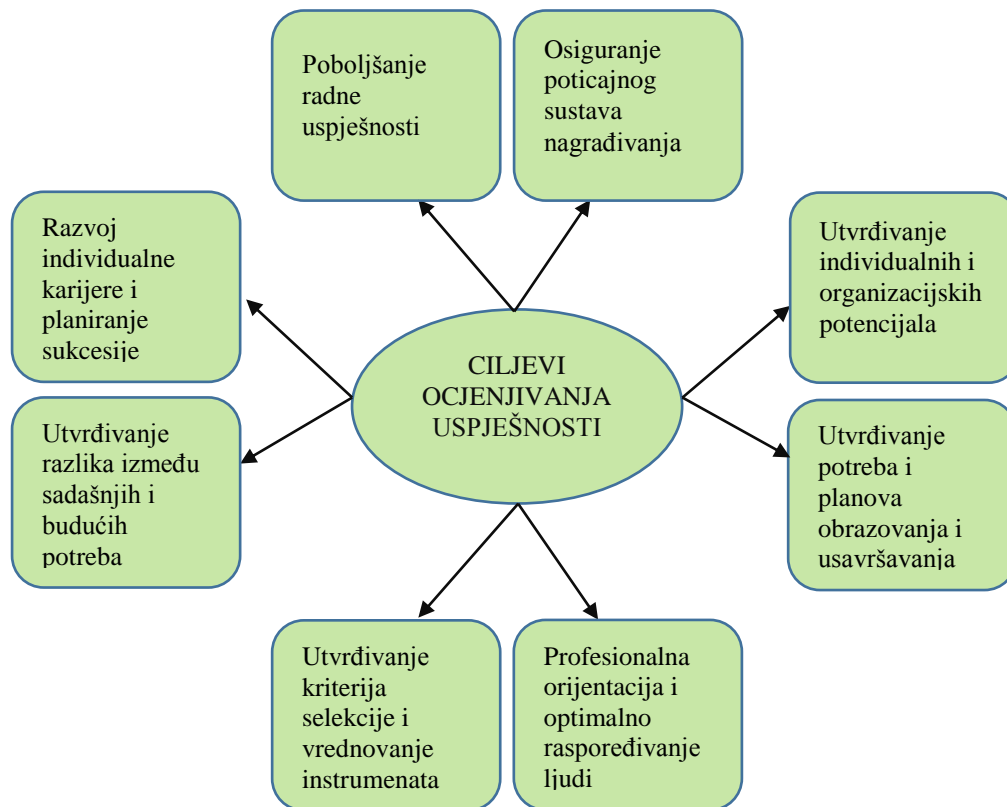 Poboljšanje
radne
uspješnosti
Osiguranje
poticajnog
sustava
nagrađivanja
Razvoj
individualne
karijere i
planiranje
sukcesije
Utvrđivanje
individualnih i
organizacijskih
potencijala
CILJEVI
OCJENJIVANJA
USPJEŠNOSTI
Utvrđivanje
razlika između
sadašnjih i
budućih
potreba
Utvrđivanje
potreba i
planova
obrazovanja i
usavršavanja
Utvrđivanje
kriterija
selekcije i
vrednovanje
instrumenata
Profesionalna
orijentacija i
optimalno
raspoređivanje
ljudi